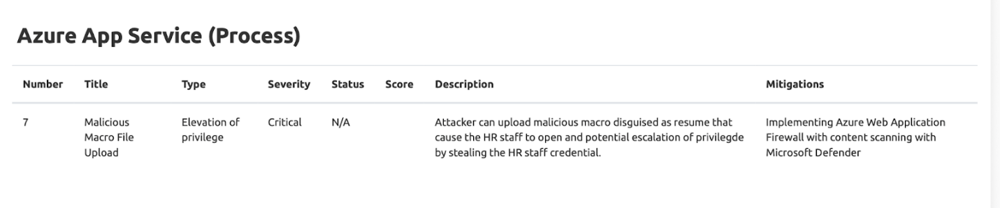 Azure App Service (Process)
Number Title Type Severity Status Score Description Mitigations
7 Malicious Elevation of Critical N/A Attacker can upload malicious macro disguised as resume that Implementing Azure Web Application
Macro File privilege cause the HR staff to open and potential escalation of privilegde Firewall with content scanning with
Upload by stealing the HR staff credential. Microsoft Defender